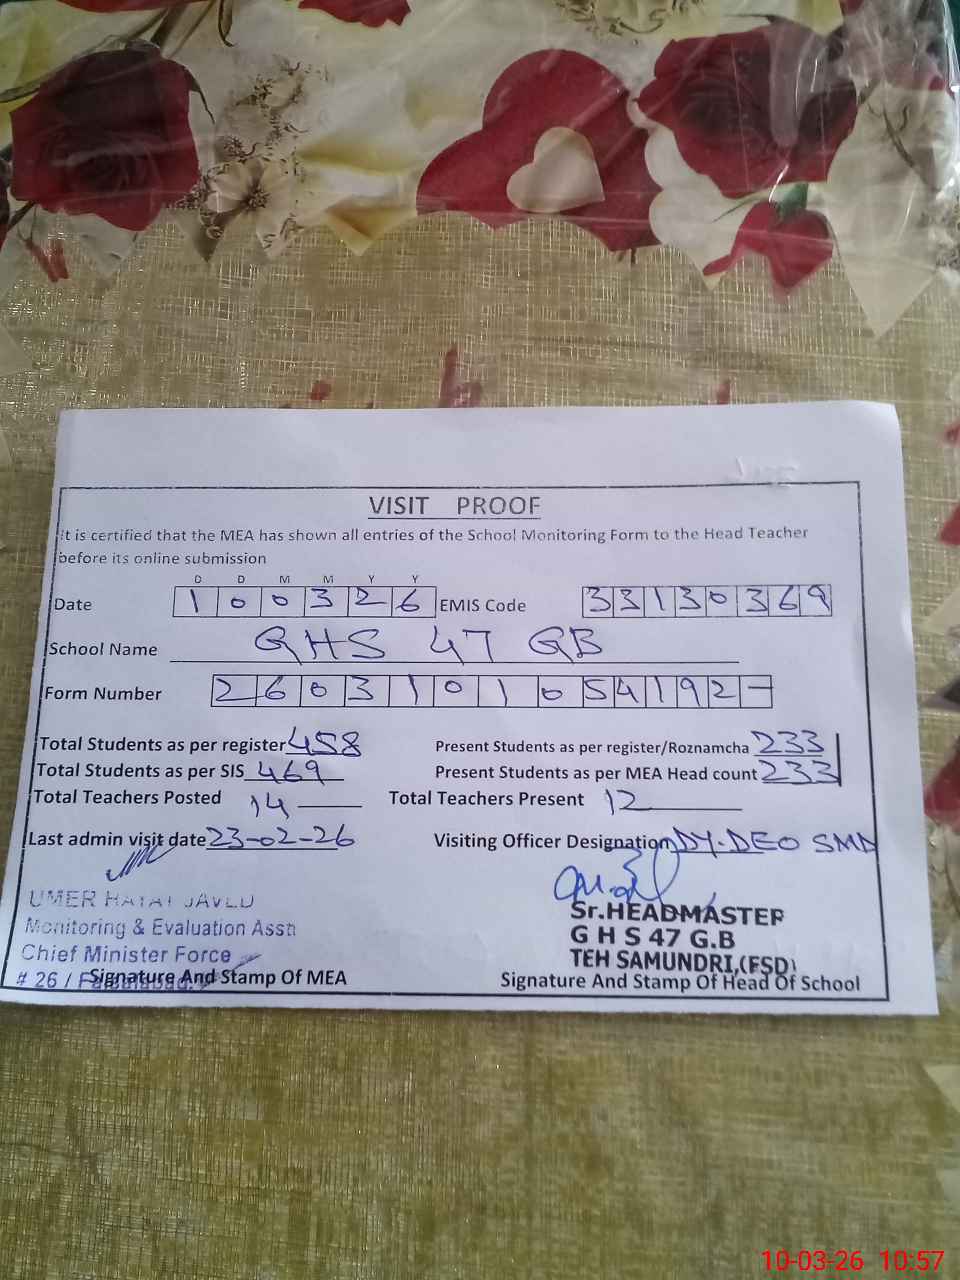 VISIT PROOF
It is certified that the MEA has shown all entries of the School Monitoring Form to the Head Teacher
before its online submission
D D M M Y Y
Date 1 0 0 3 2 6 EMIS Code 3 3 1 3 0 3 6 9
School Name GHS 47 GB
Form Number 2 6 0 3 1 0 1 0 5 4 1 9 2 -
Total Students as per register 458 Present Students as per register/Roznamcha 233
Total Students as per SIS 469 Present Students as per MEA Head count 233
Total Teachers Posted 14 Total Teachers Present 12
Last admin visit date 23-02-26 Visiting Officer Designation DY.DEO SMD
UMER HAYAT JAVED
Monitoring & Evaluation Asstt
Chief Minister Force
# 26 / Faisalabad.
Signature And Stamp Of MEA
Sr.HEADMASTER
G H S 47 G.B
TEH SAMUNDRI,(FSD)
Signature And Stamp Of Head Of School
10-03-26 10:57